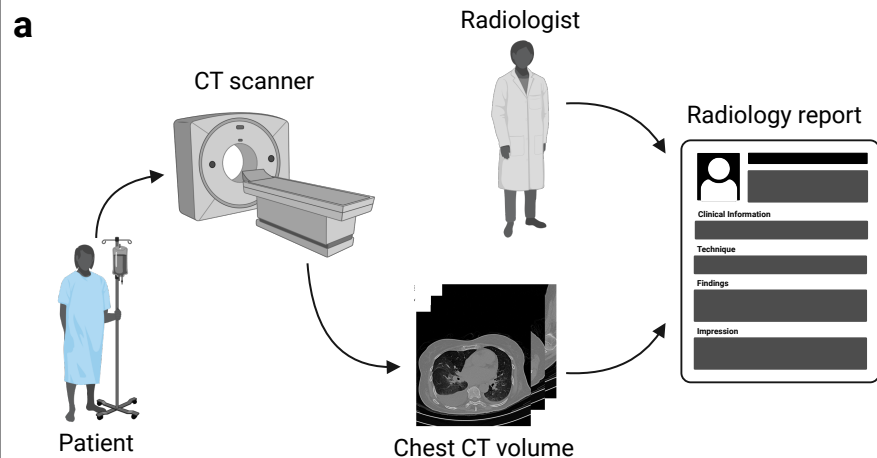 a
Radiologist
CT scanner
Radiology report
Clinical Information
Technique
Findings
Impression
Patient
Chest CT volume